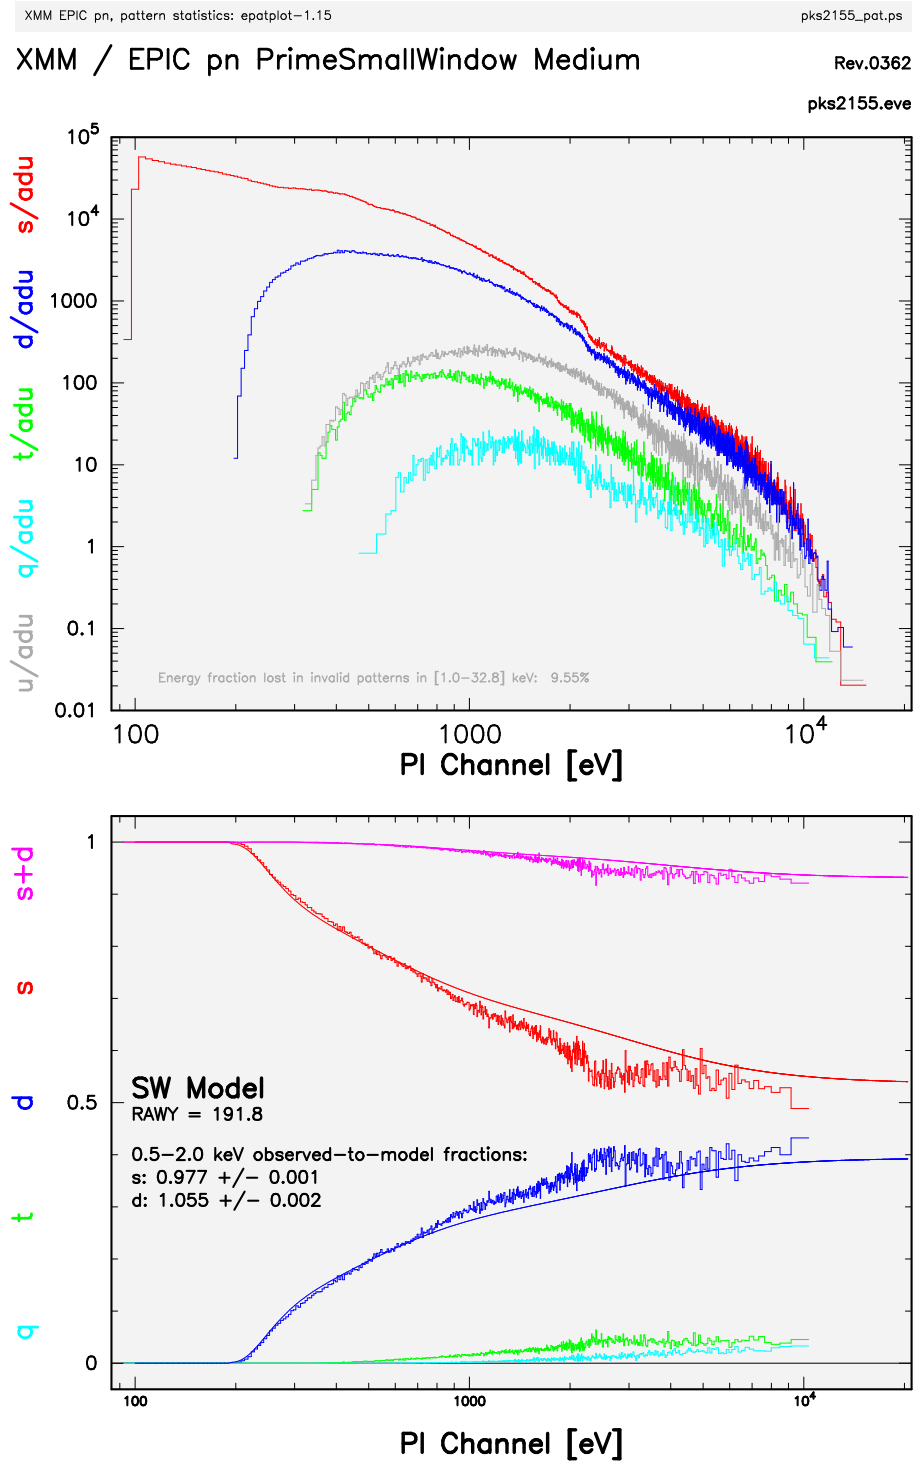 XMM EPIC pn, pattern statistics: epatplot-1.15 pks2155_pat.ps
XMM / EPIC pn PrimeSmallWindow Medium Rev.0362
pks2155.eve
u/adu q/adu t/adu d/adu s/adu
10^5
10^4
1000
100
10
1
0.1
0.01
Energy fraction lost in invalid patterns in [1.0-32.8] keV: 9.55%
100 1000 10^4
PI Channel [eV]
q t d s s+d
1
0.5
0
SW Model
RAWY = 191.8
0.5-2.0 keV observed-to-model fractions:
s: 0.977 +/- 0.001
d: 1.055 +/- 0.002
100 1000 10^4
PI Channel [eV]